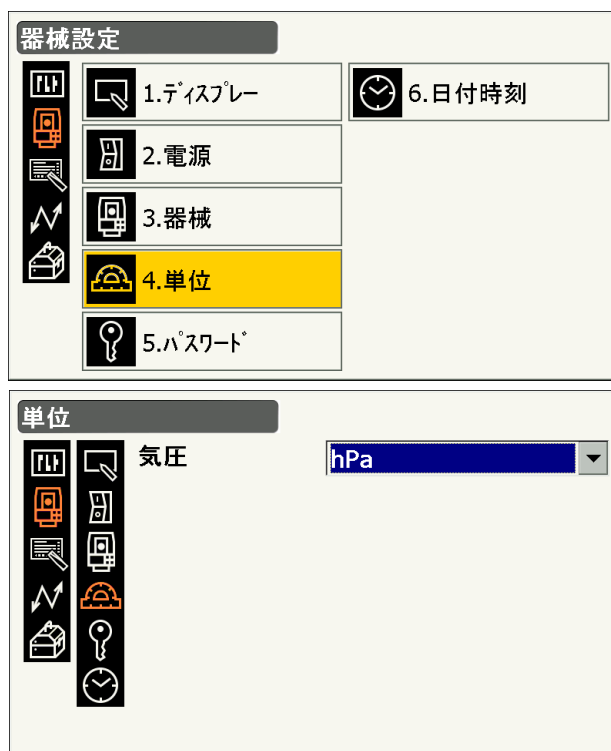 器械設定
1.ﾃﾞｨｽﾌﾟﾚｰ
6.日付時刻
2.電源
3.器械
4.単位
5.ﾊﾟｽﾜｰﾄﾞ
単位
気圧
hPa